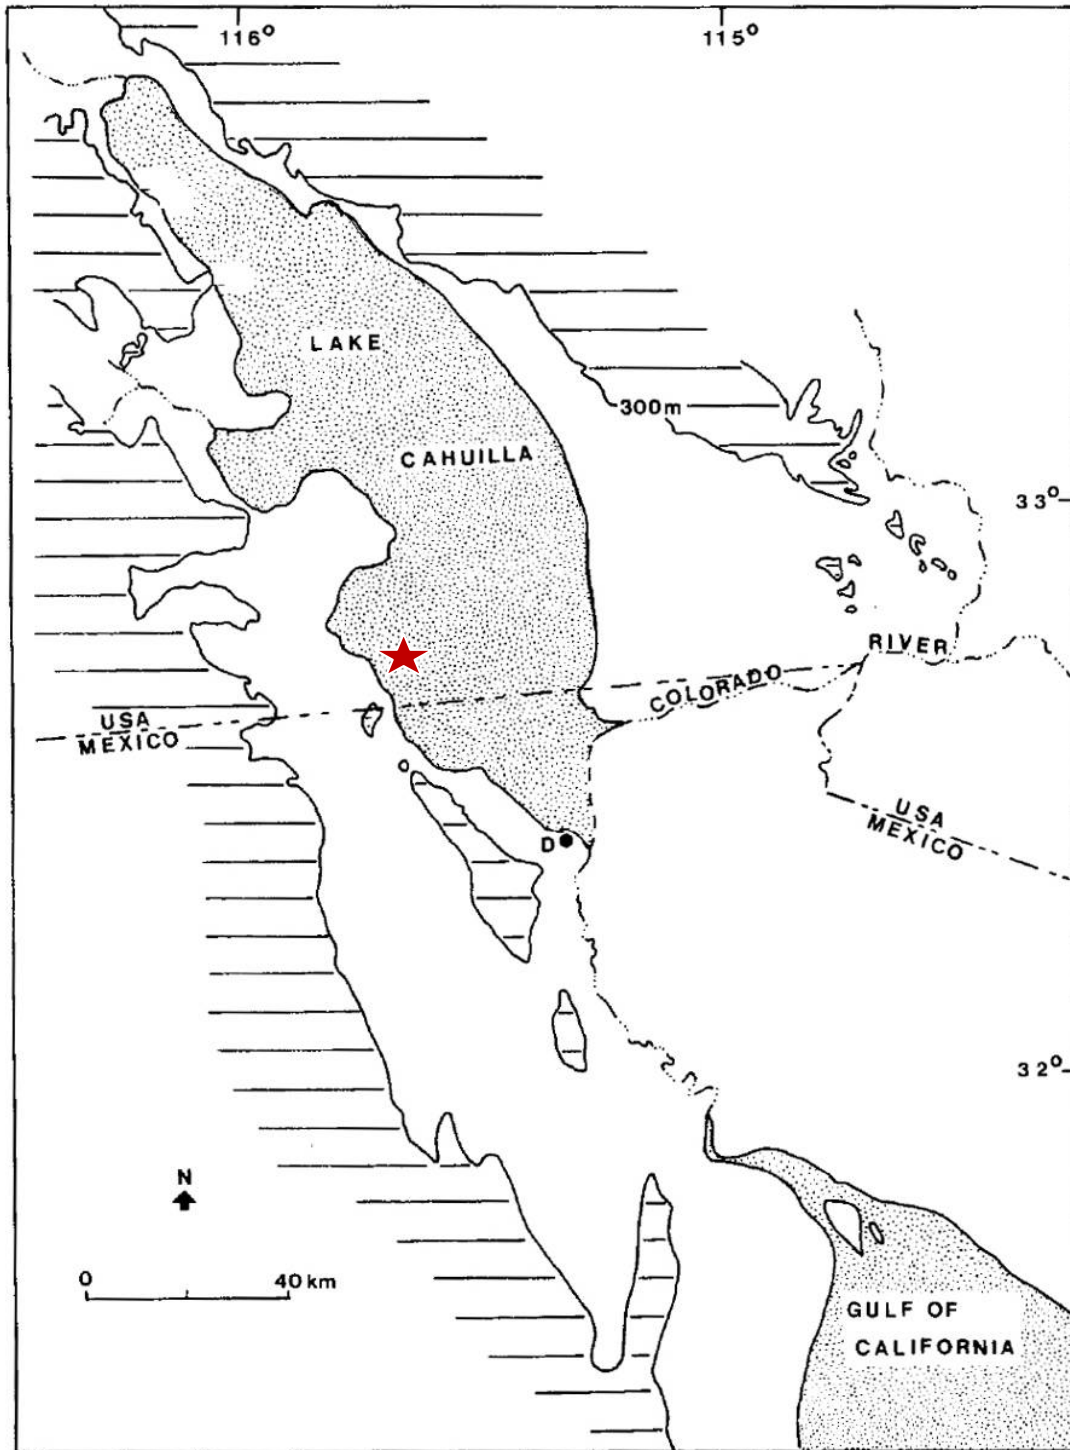 116°
115°
LAKE
300m
CAHUILLA
33°
RIVER
COLORADO
USA
MEXICO
USA
MEXICO
D
32°
N
0 40 km
GULF OF
CALIFORNIA